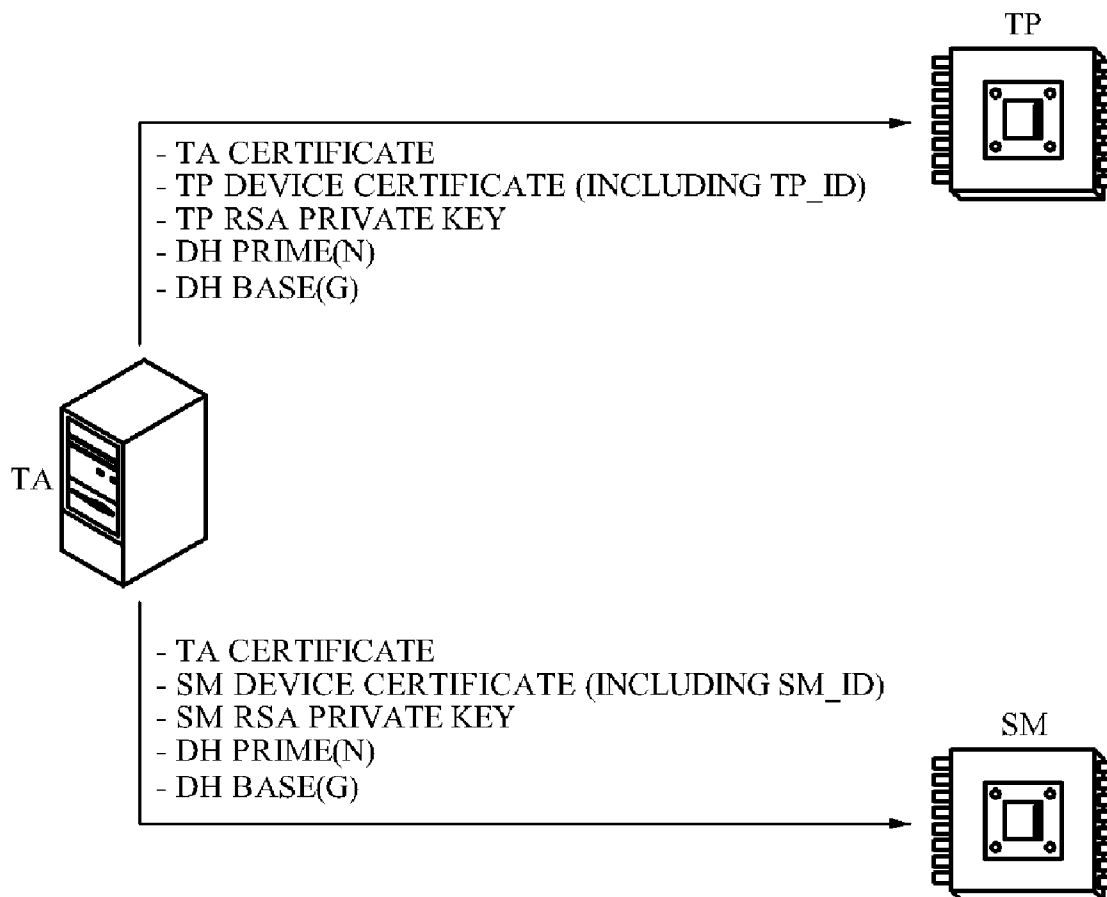 TP
- TA CERTIFICATE
- TP DEVICE CERTIFICATE (INCLUDING TP_ID)
- TP RSA PRIVATE KEY
- DH PRIME(N)
- DH BASE(G)
TA
- TA CERTIFICATE
- SM DEVICE CERTIFICATE (INCLUDING SM_ID)
- SM RSA PRIVATE KEY
- DH PRIME(N)
- DH BASE(G)
SM